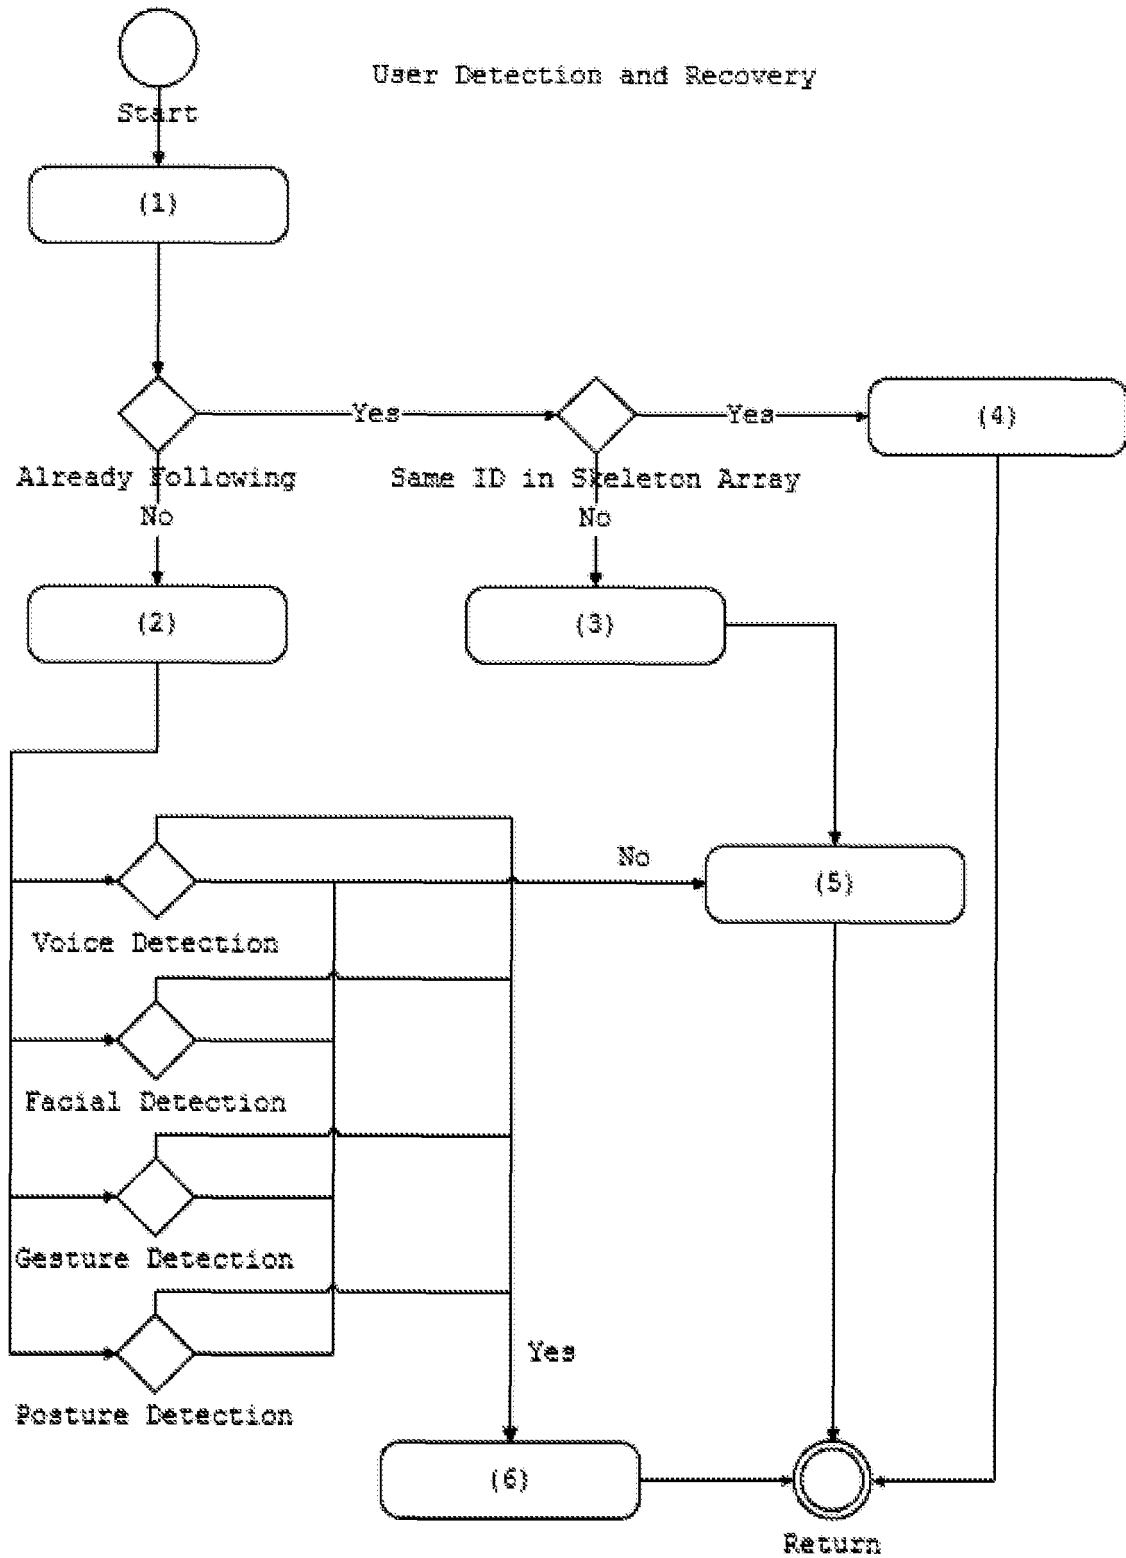 User Detection and Recovery
Start
(1)
Yes
Yes
(4)
Already Following
Same ID in Skeleton Array
No
No
(2)
(3)
No
(5)
Voice Detection
Facial Detection
Gesture Detection
Yes
Posture Detection
(6)
Return